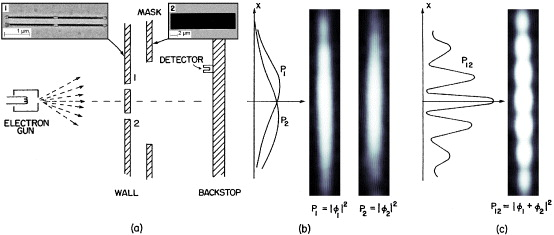 1
1 μm
MASK
2
2 μm
DETECTOR
1
2
ELECTRON
GUN
WALL
BACKSTOP
(a)
X
P₁
P₂
(b)
P₁ = |ϕ₁|²
P₂ = |ϕ₂|²
X
P₁₂
(c)
P₁₂ = |ϕ₁ + ϕ₂|²